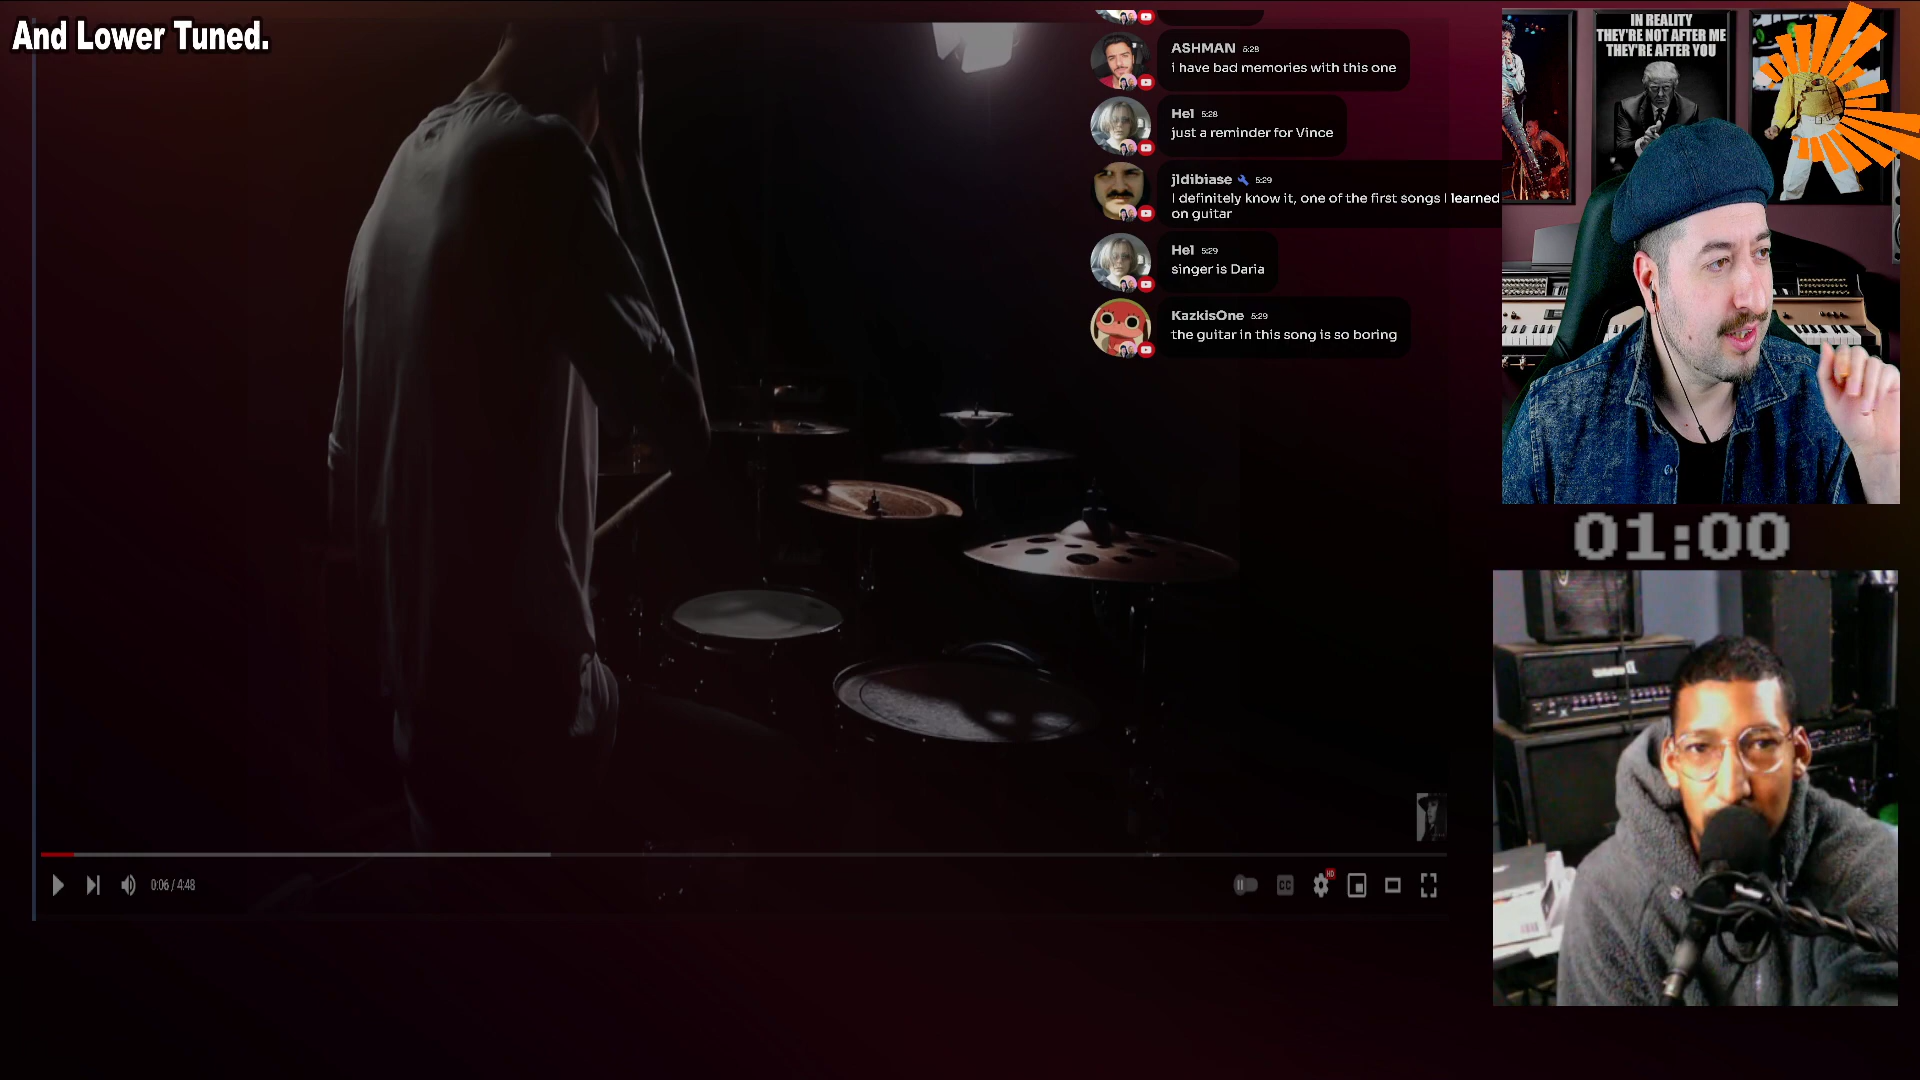 And Lower Tuned.
ASHMAN 5:28
i have bad memories with this one
Hel 5:28
just a reminder for Vince
jldibiase 5:29
I definitely know it, one of the first songs I learned
on guitar
Hel 5:29
singer is Daria
KazkisOne 5:29
the guitar in this song is so boring
IN REALITY
THEY'RE NOT AFTER ME
THEY'RE AFTER YOU
01:00
0:06 / 4:48
CC
HD